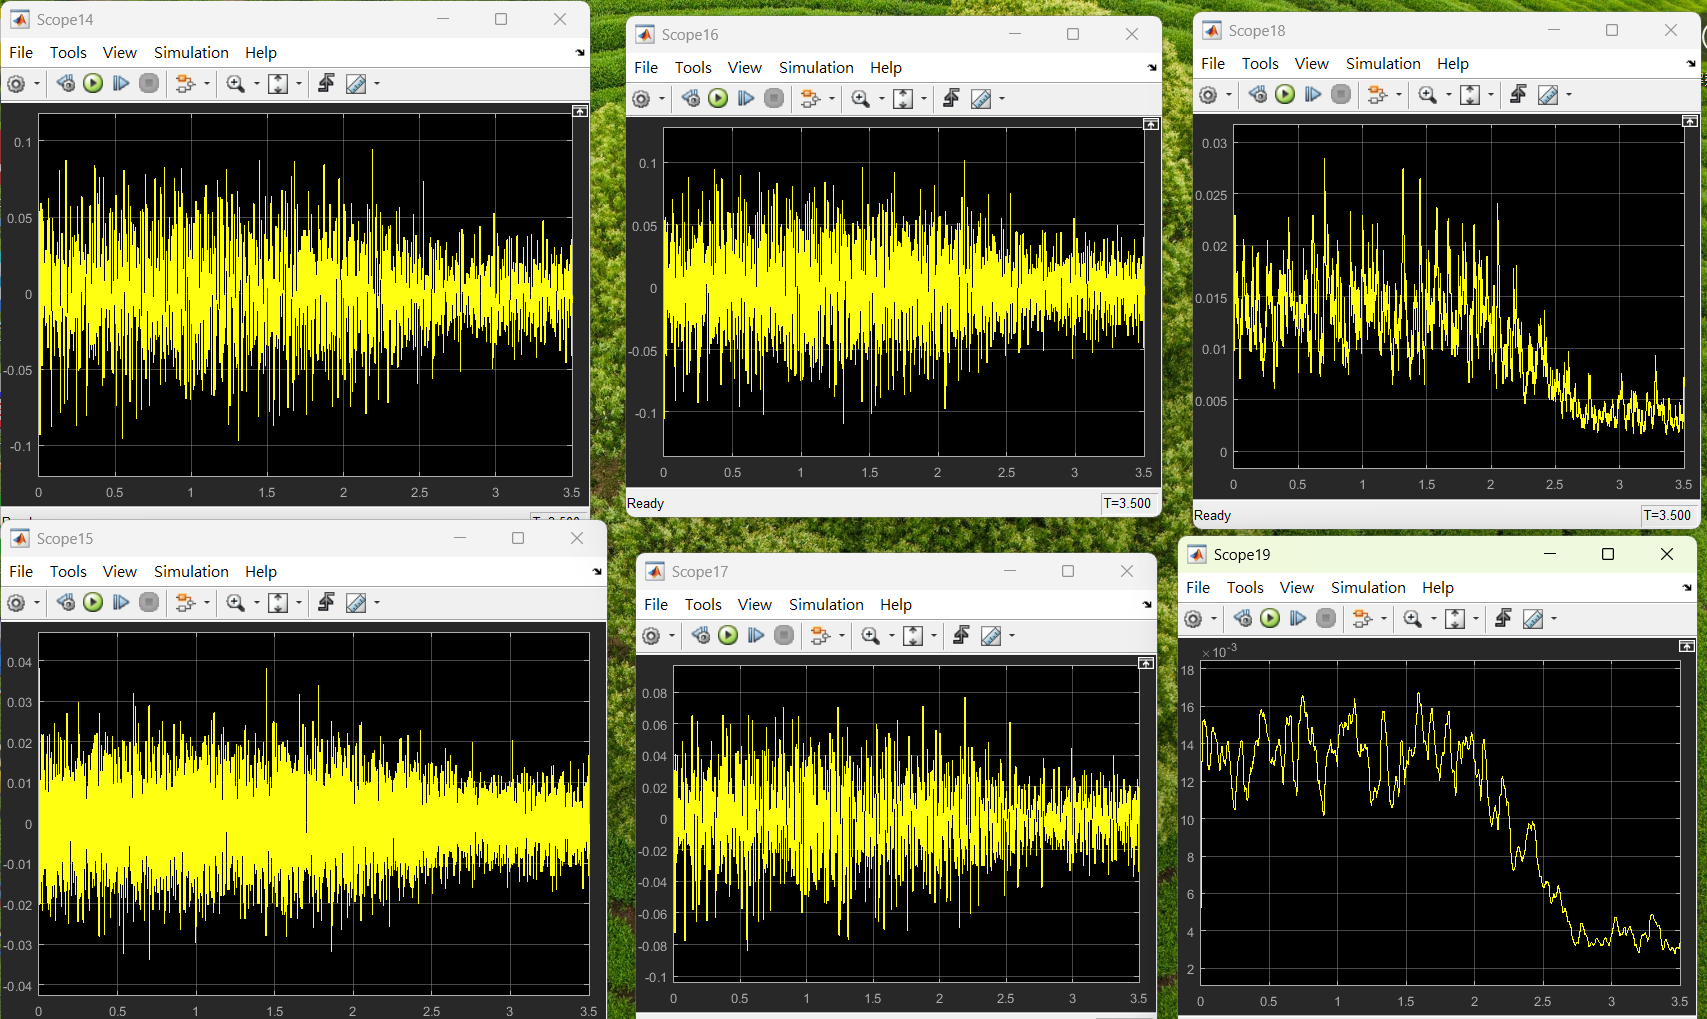 Scope14
File Tools View Simulation Help
0.1
0.05
0
-0.05
-0.1
0 0.5 1 1.5 2 2.5 3 3.5
Scope16
File Tools View Simulation Help
0.1
0.05
0
-0.05
-0.1
0 0.5 1 1.5 2 2.5 3 3.5
Ready T=3.500
Scope18
File Tools View Simulation Help
0.03
0.025
0.02
0.015
0.01
0.005
0
0 0.5 1 1.5 2 2.5 3 3.5
Ready T=3.500
Scope15
File Tools View Simulation Help
0.04
0.03
0.02
0.01
0
-0.01
-0.02
-0.03
-0.04
0 0.5 1 1.5 2 2.5 3 3.5
Scope17
File Tools View Simulation Help
0.08
0.06
0.04
0.02
0
-0.02
-0.04
-0.06
-0.08
-0.1
0 0.5 1 1.5 2 2.5 3 3.5
Scope19
File Tools View Simulation Help
×10-3
18
16
14
12
10
8
6
4
2
0 0.5 1 1.5 2 2.5 3 3.5